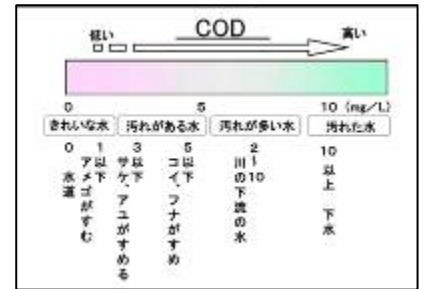 COD
低い 高い
0 5 10 (mg/L)
きれいな水 汚れがある水 汚れが多い水 汚れた水
0 水道
1以下 アメゴがすむ
3以下 サケ、アユがすめる
5以下 コイ、フナがすめ
2〜10 川の下流の水
10以上 下水